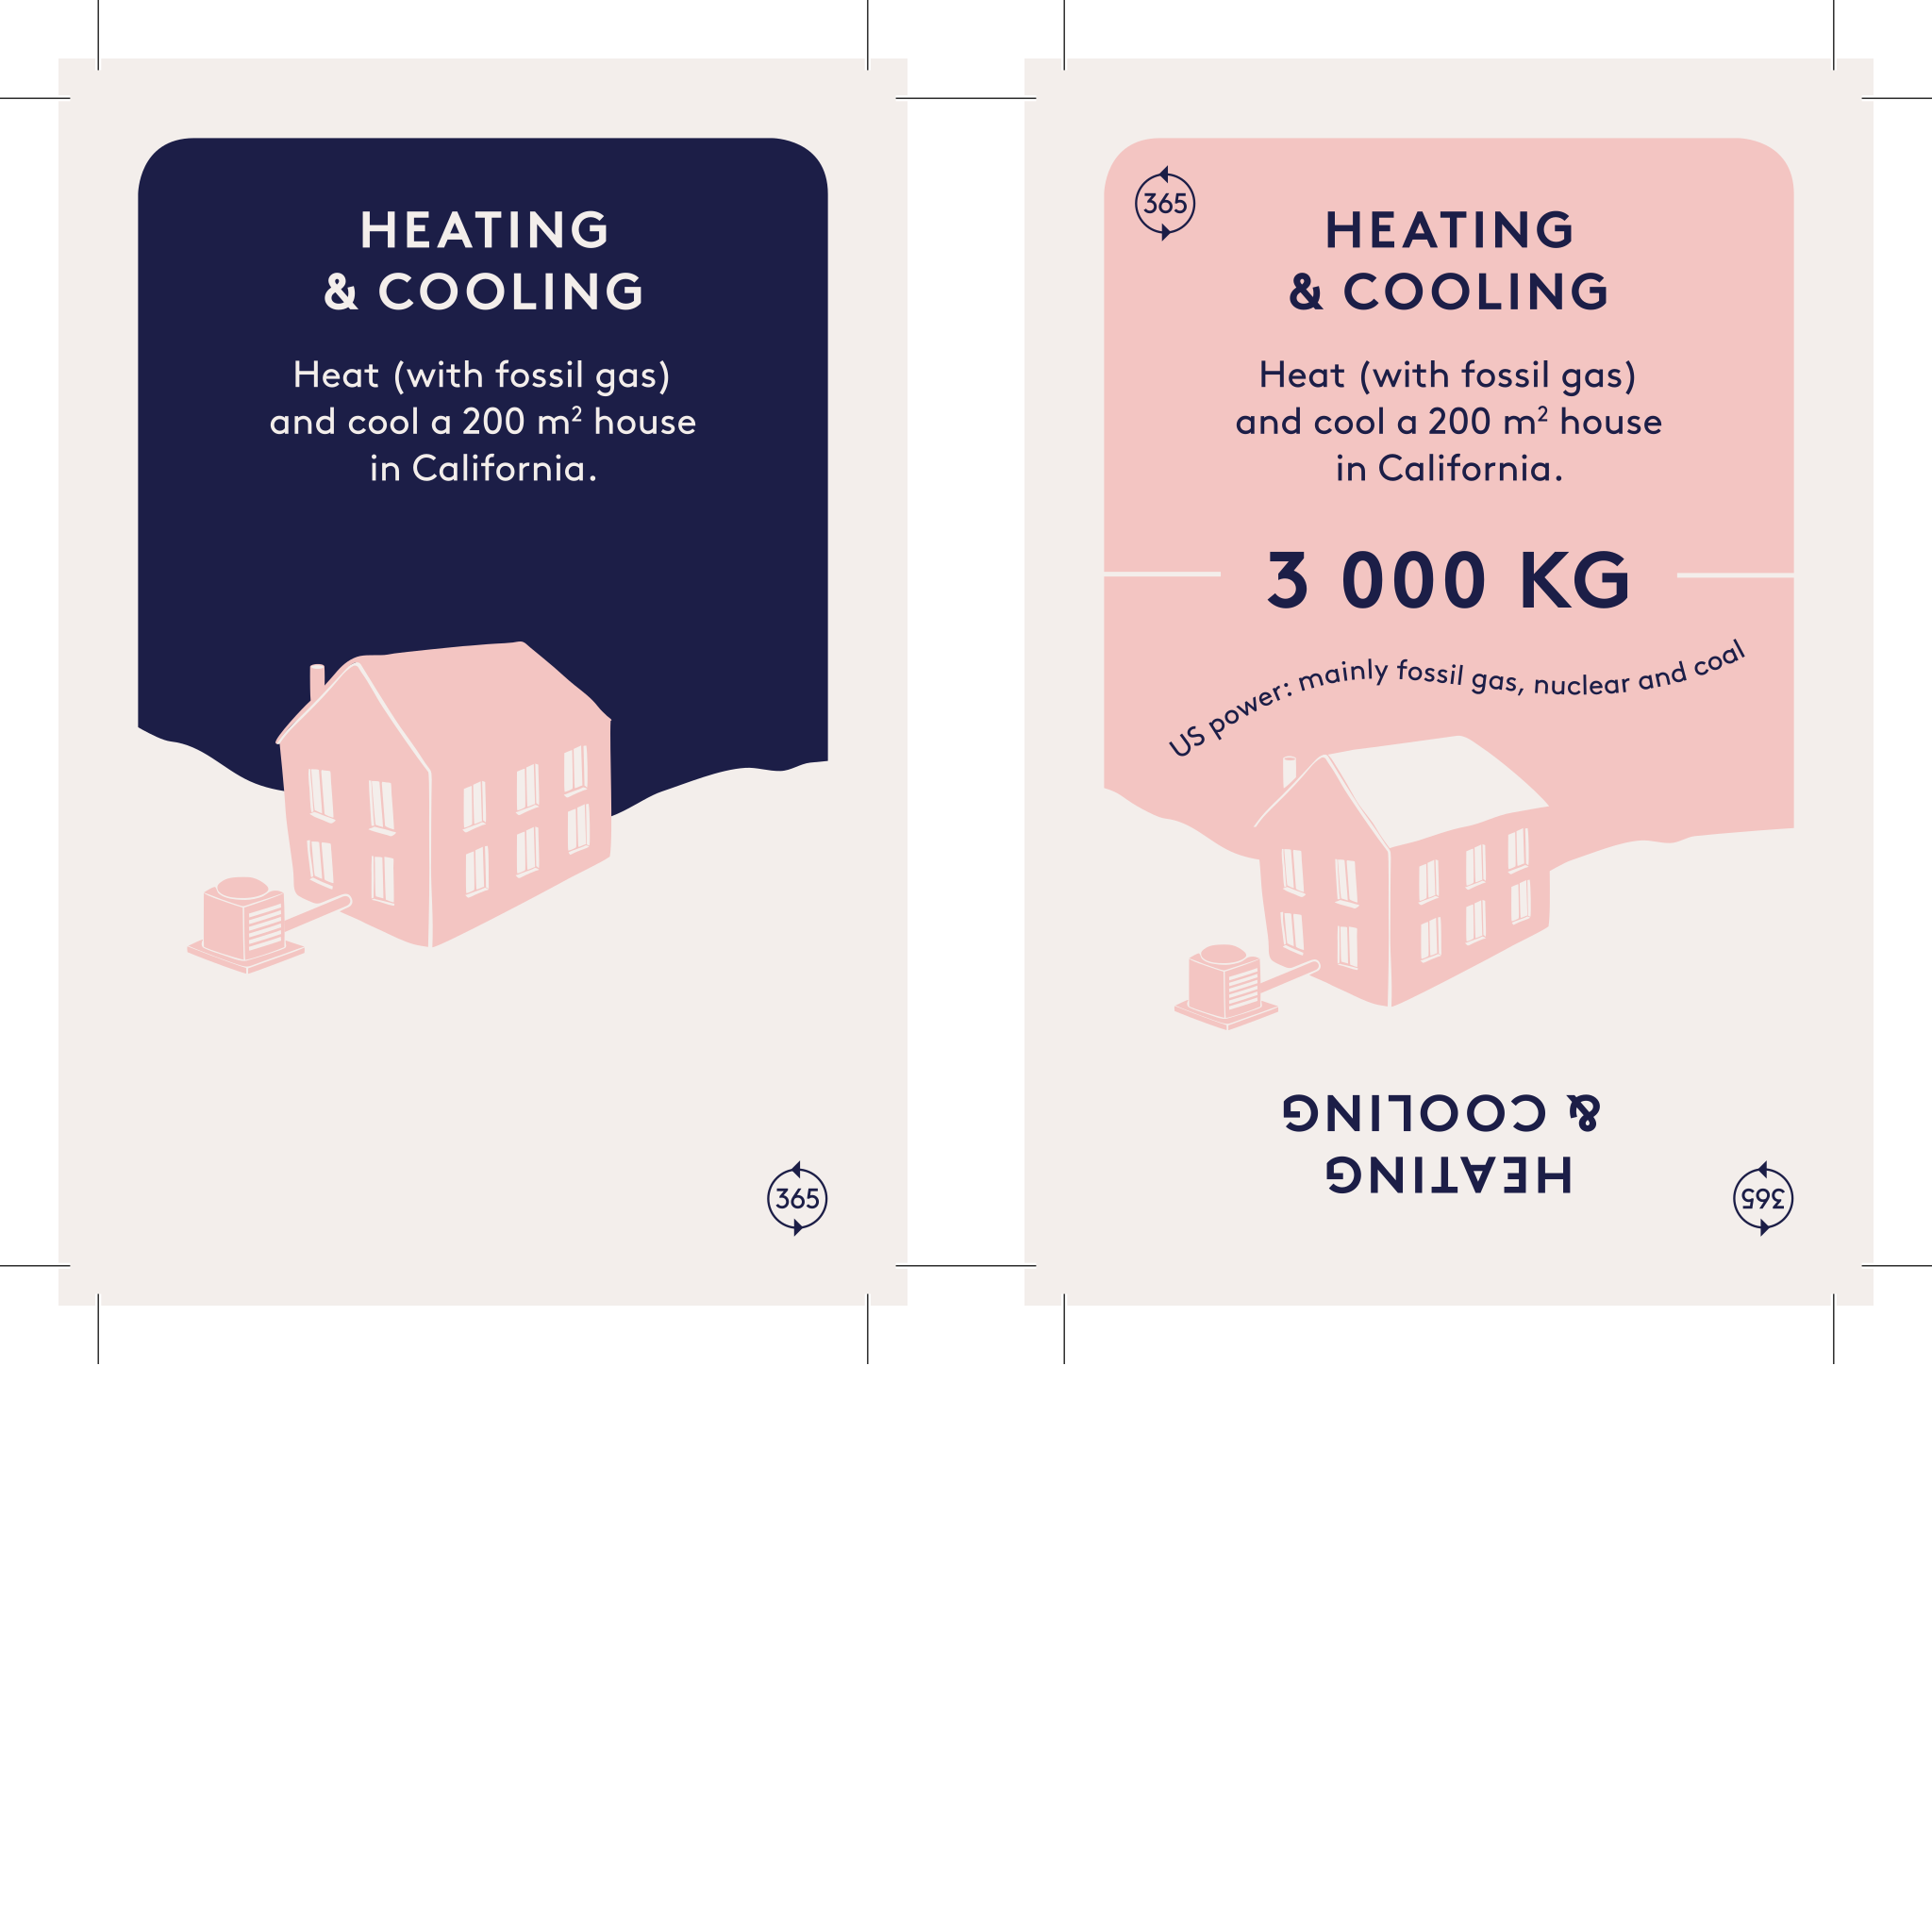 HEATING
& COOLING
Heat (with fossil gas)
and cool a 200 m² house
in California.
365
365
HEATING
& COOLING
Heat (with fossil gas)
and cool a 200 m² house
in California.
3 000 KG
US power: mainly fossil gas, nuclear and coal
HEATING
& COOLING
365